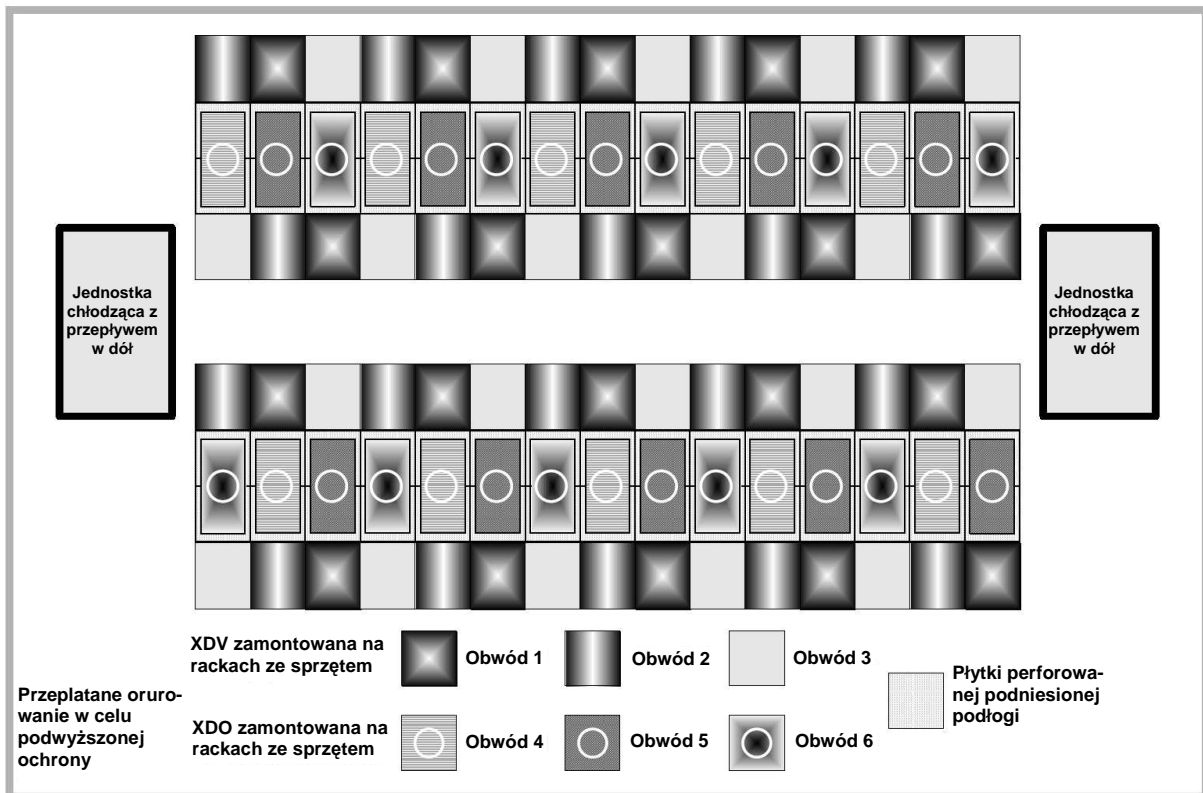 Jednostka
chłodząca z
przepływem
w dół
Jednostka
chłodząca z
przepływem
w dół
XDV zamontowana na
rackach ze sprzętem
Obwód 1
Obwód 2
Obwód 3
Płytki perforowa-
nej podniesionej
podłogi
Przeplatane oruro-
wanie w celu
podwyższonej
ochrony
XDO zamontowana na
rackach ze sprzętem
Obwód 4
Obwód 5
Obwód 6